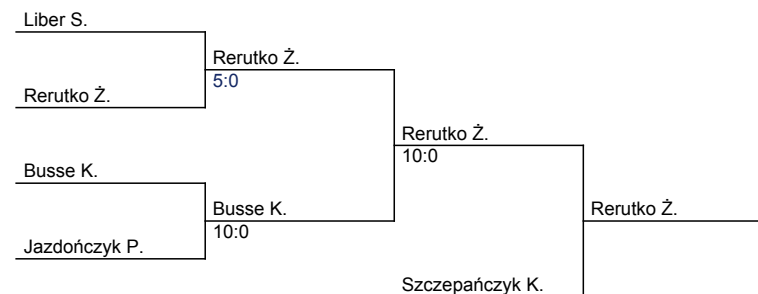 Liber S.
Rerutko Ż.
5:0
Rerutko Ż.
Rerutko Ż.
10:0
Busse K.
Busse K.
10:0
Rerutko Ż.
Jazdończyk P.
Szczepańczyk K.